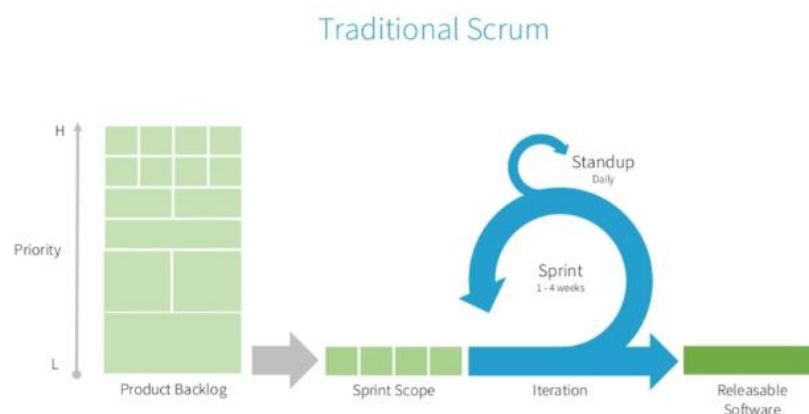 Traditional Scrum
H
Priority
L
Product Backlog
Sprint Scope
Standup
Daily
Sprint
1 - 4 weeks
Iteration
Releasable
Software